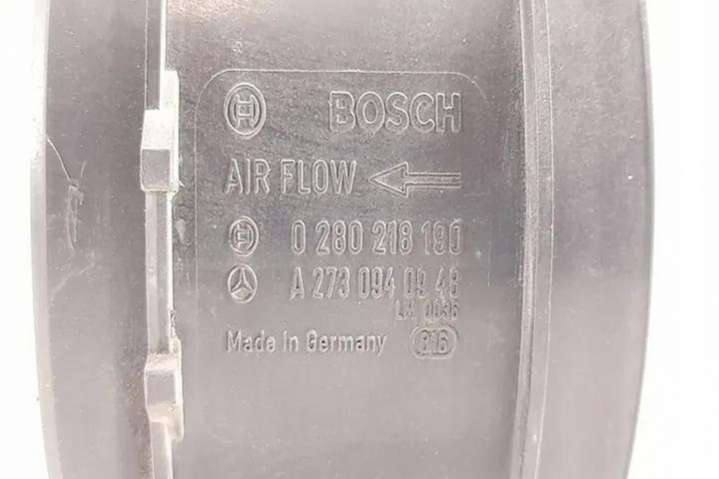 BOSCH
AIR FLOW
0 280 218 190
A 273 094 09 48
Made in Germany